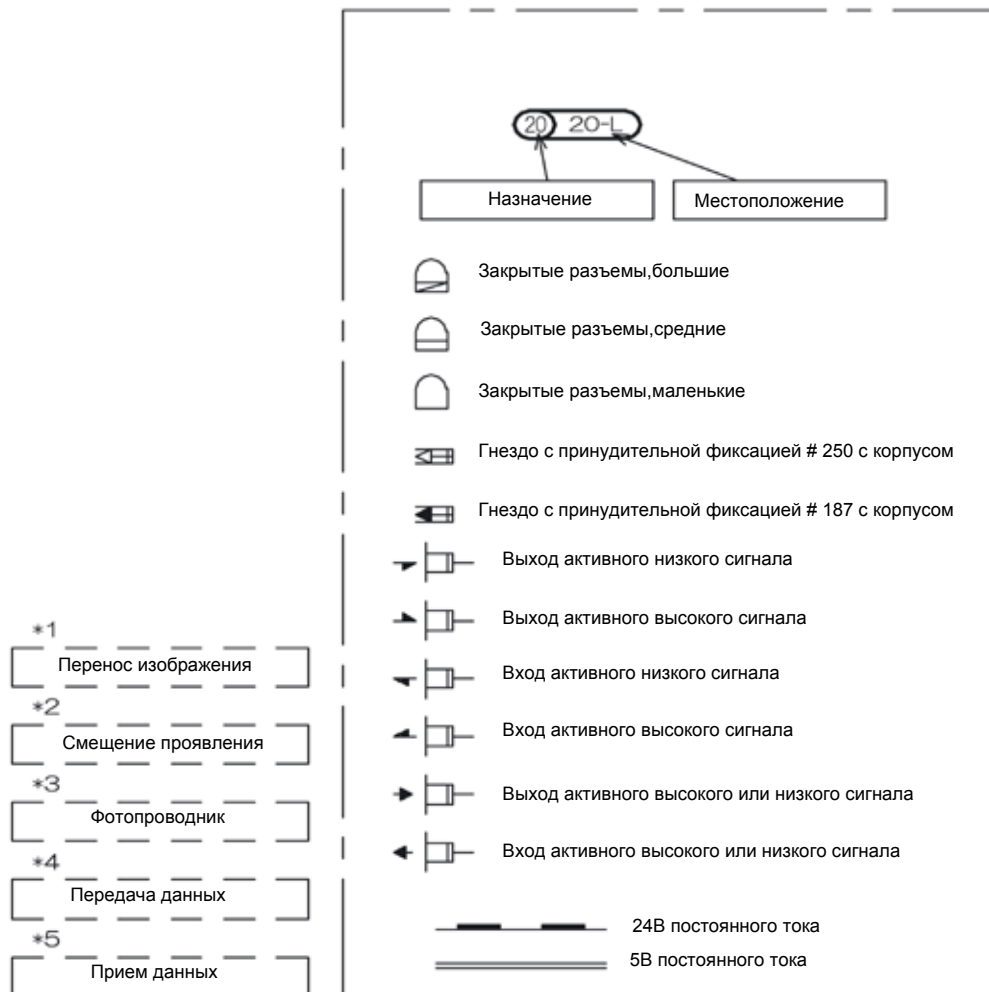 20 20-L
Назначение Местоположение
Закрытые разъемы,большие
Закрытые разъемы,средние
Закрытые разъемы,маленькие
Гнездо с принудительной фиксацией # 250 с корпусом
Гнездо с принудительной фиксацией # 187 с корпусом
Выход активного низкого сигнала
Выход активного высокого сигнала
Вход активного низкого сигнала
Вход активного высокого сигнала
Выход активного высокого или низкого сигнала
Вход активного высокого или низкого сигнала
24В постоянного тока
5В постоянного тока
*1
Перенос изображения
*2
Смещение проявления
*3
Фотопроводник
*4
Передача данных
*5
Прием данных